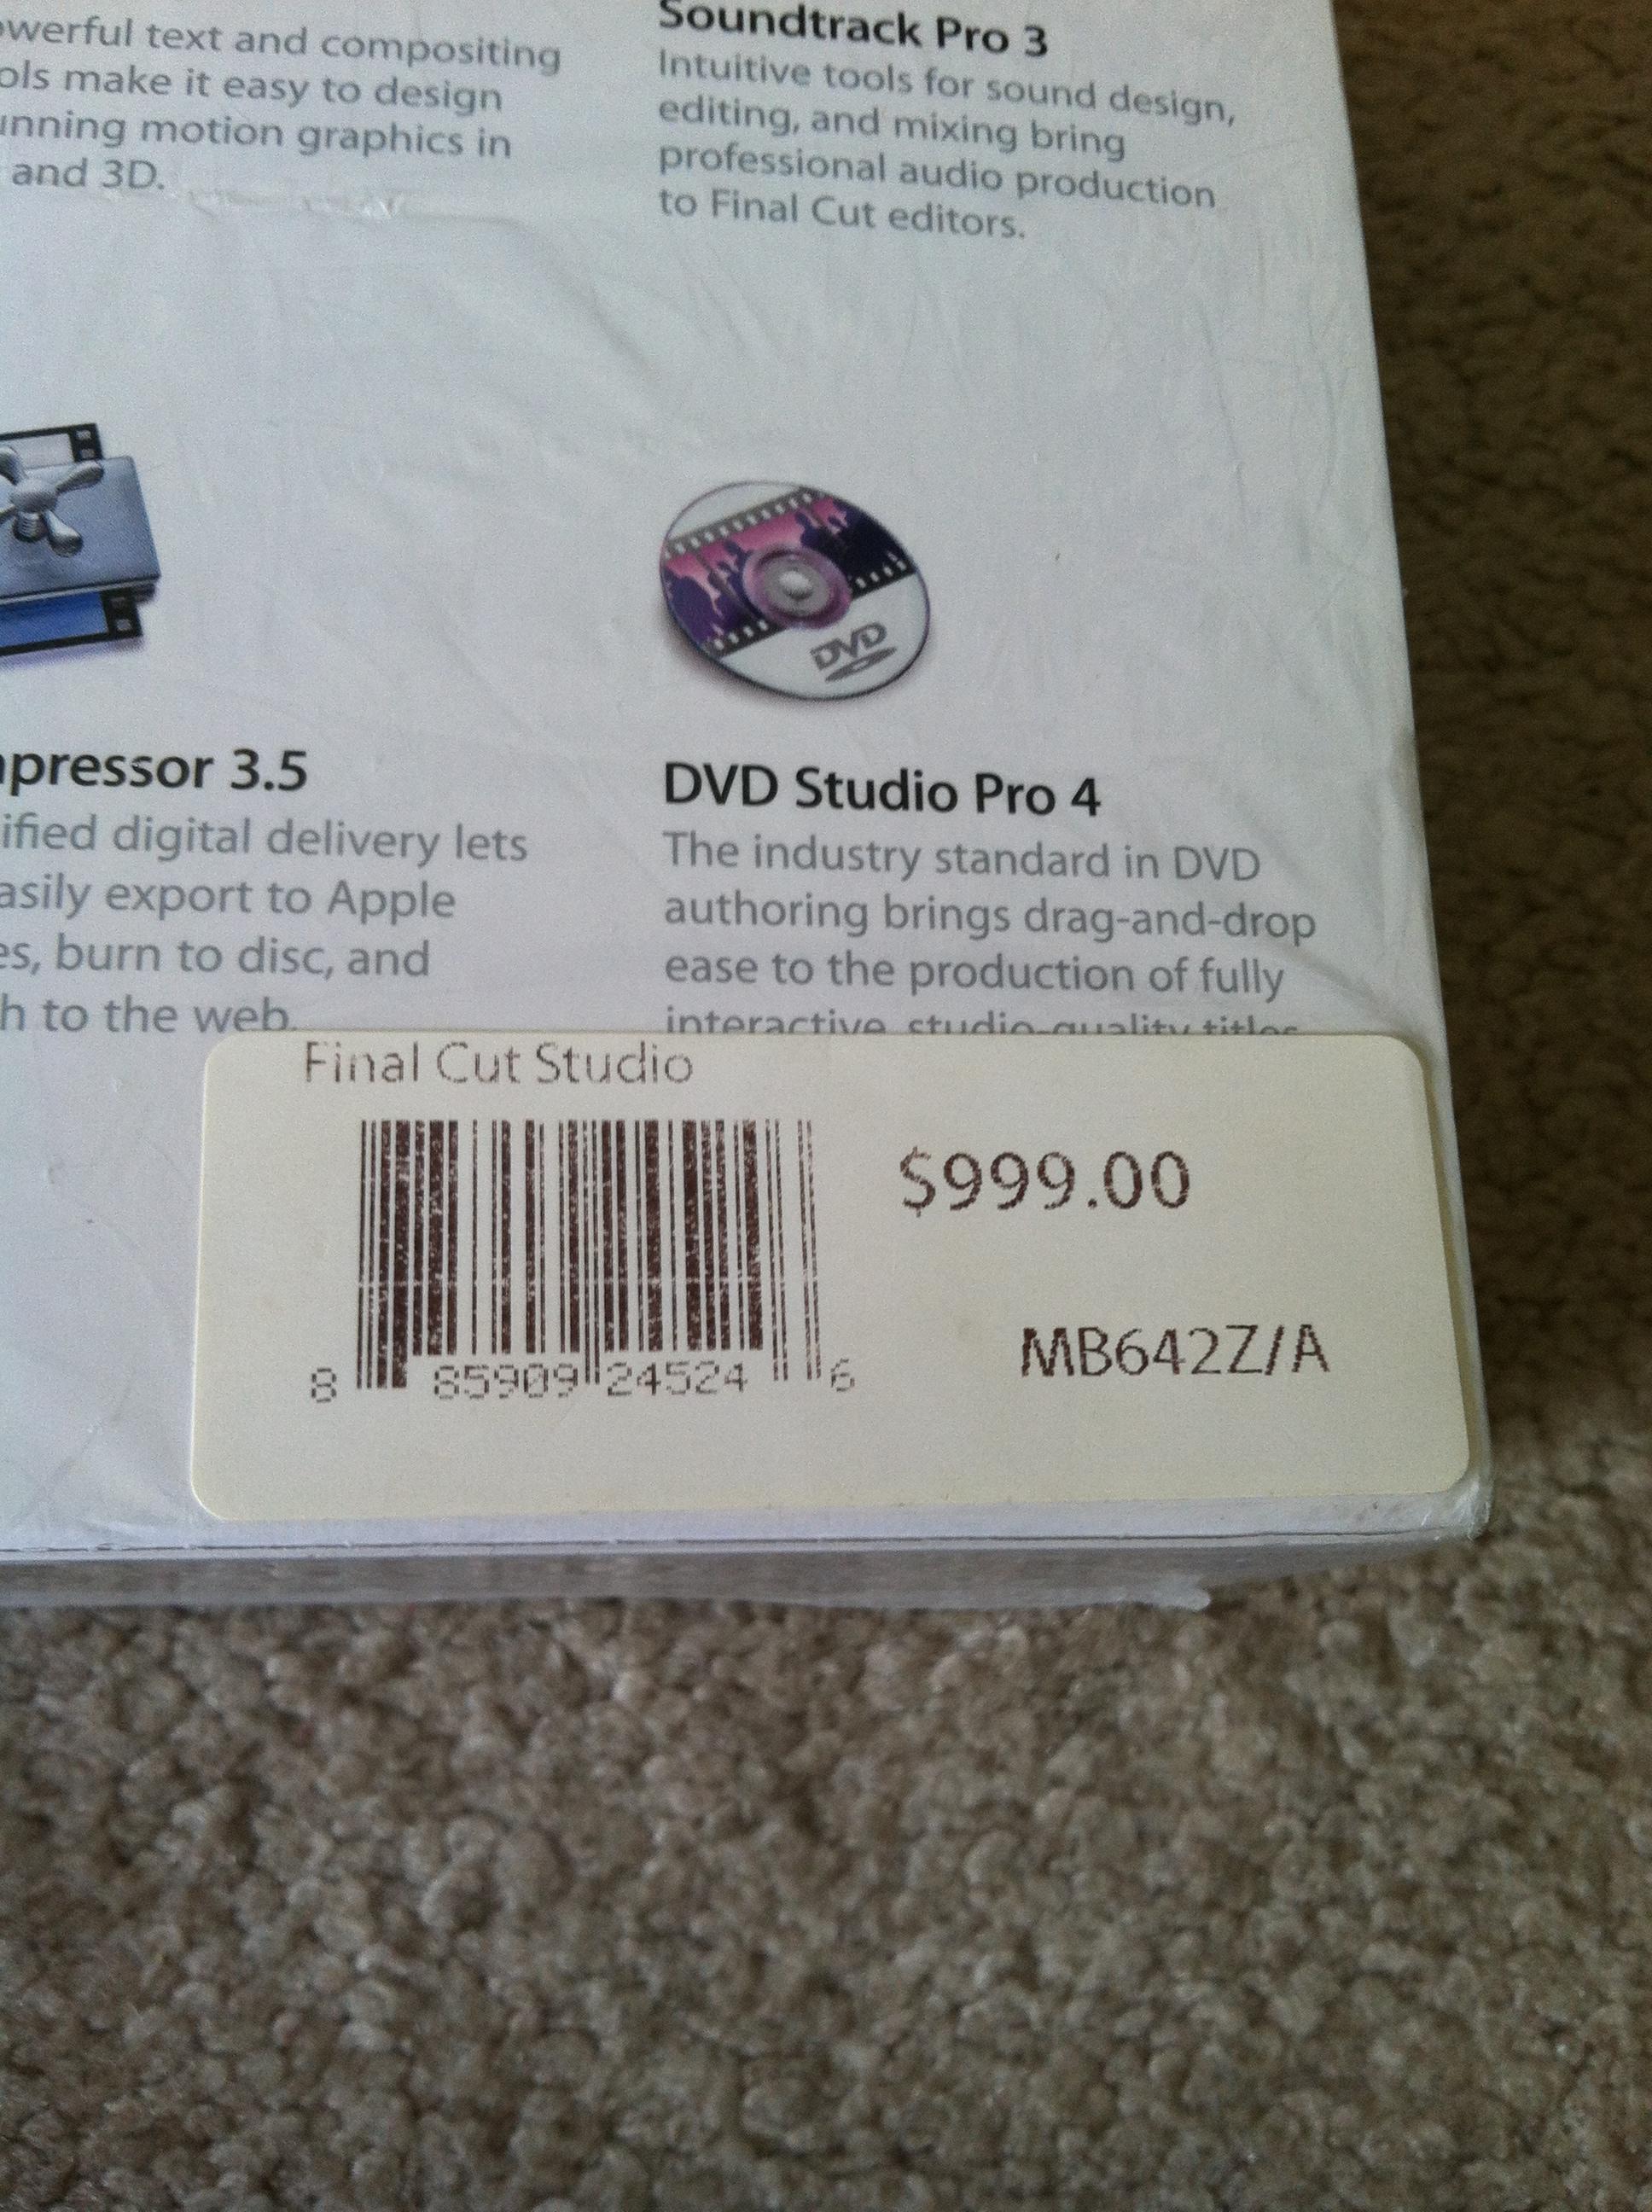 werful text and compositing
ols make it easy to design
unning motion graphics in
and 3D.
Soundtrack Pro 3
Intuitive tools for sound design,
editing, and mixing bring
professional audio production
to Final Cut editors.
DVD
pressor 3.5
ified digital delivery lets
asily export to Apple
es, burn to disc, and
h to the web.
DVD Studio Pro 4
The industry standard in DVD
authoring brings drag-and-drop
ease to the production of fully
interactive, studio-quality titles
Final Cut Studio
8 85909 24524 6
$999.00
MB642Z/A